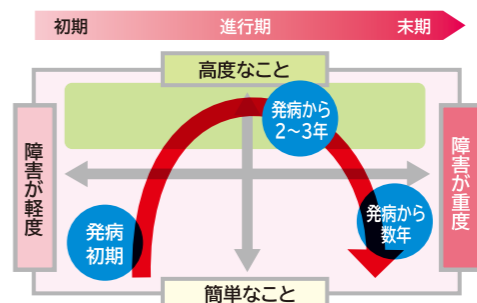 初期
進行期
末期
高度なこと
発病から
2〜3年
障害が軽度
障害が重度
発病
初期
発病から
数年
簡単なこと